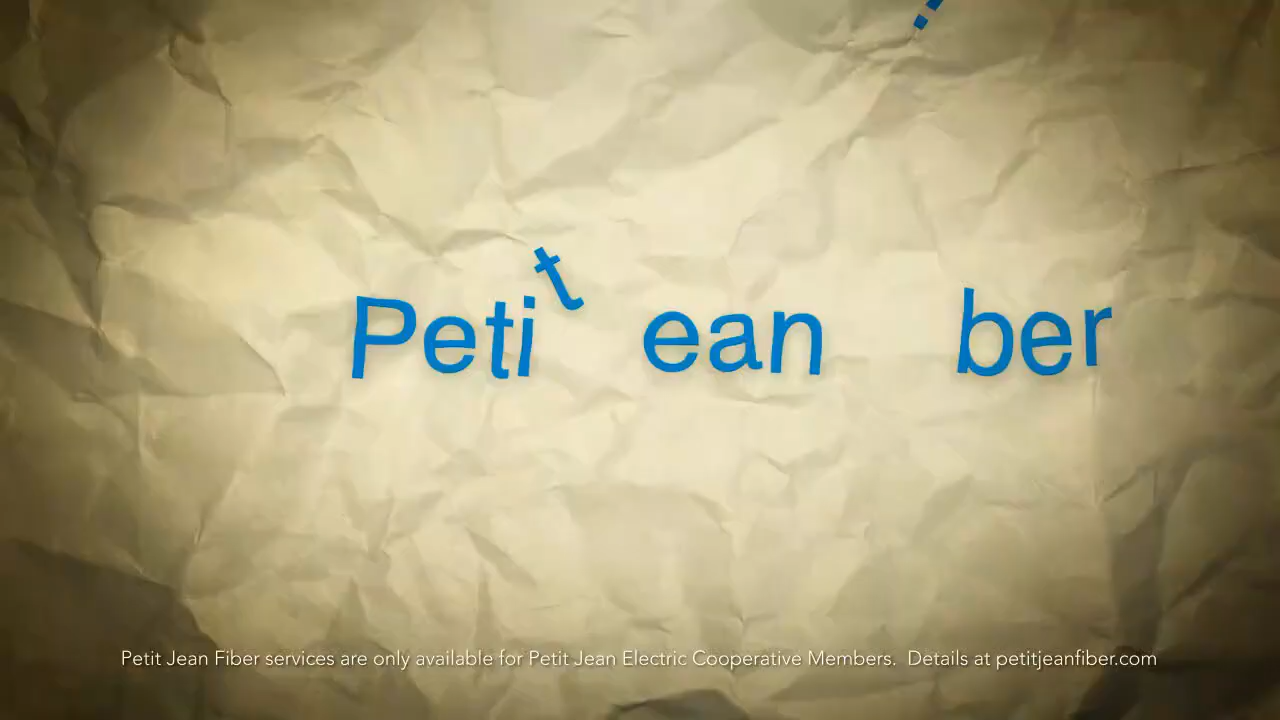 Petit ean ber
Petit Jean Fiber services are only available for Petit Jean Electric Cooperative Members. Details at petitjeanfiber.com